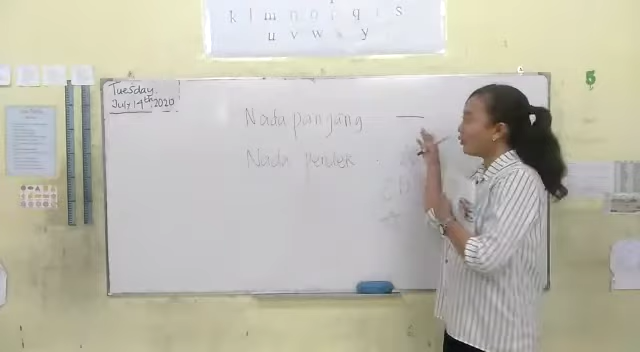 k l m n o p q r s
u v w x y
Tuesday,
July 14th, 2020
Nada panjang —
Nada pendek .